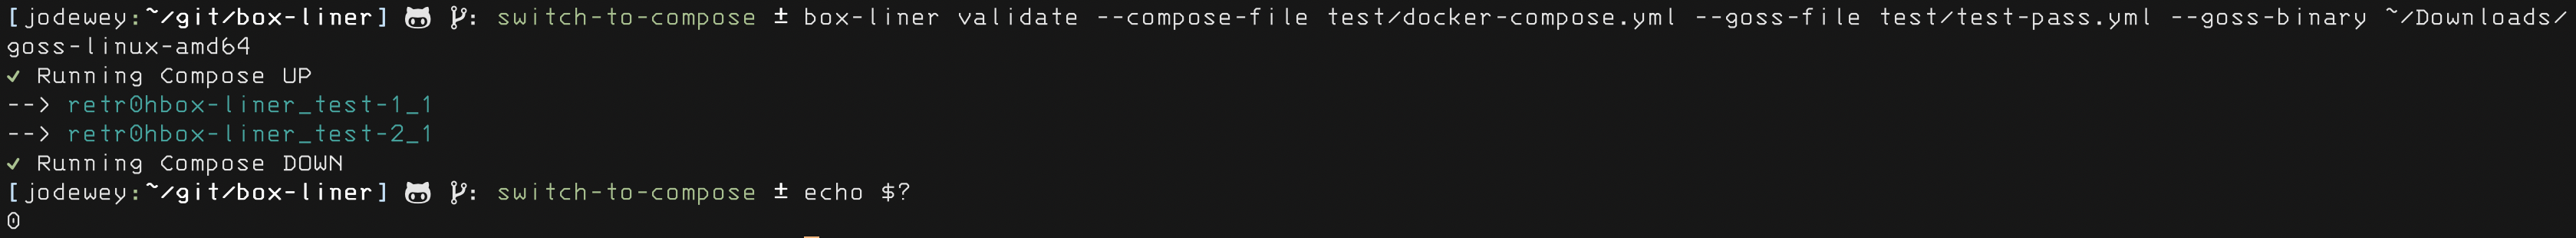 [jodewey:~/git/box-liner] : switch-to-compose ± box-liner validate --compose-file test/docker-compose.yml --goss-file test/test-pass.yml --goss-binary ~/Downloads/
goss-linux-amd64
✓ Running Compose UP
--> retr0hbox-liner_test-1_1
--> retr0hbox-liner_test-2_1
✓ Running Compose DOWN
[jodewey:~/git/box-liner] : switch-to-compose ± echo $?
0